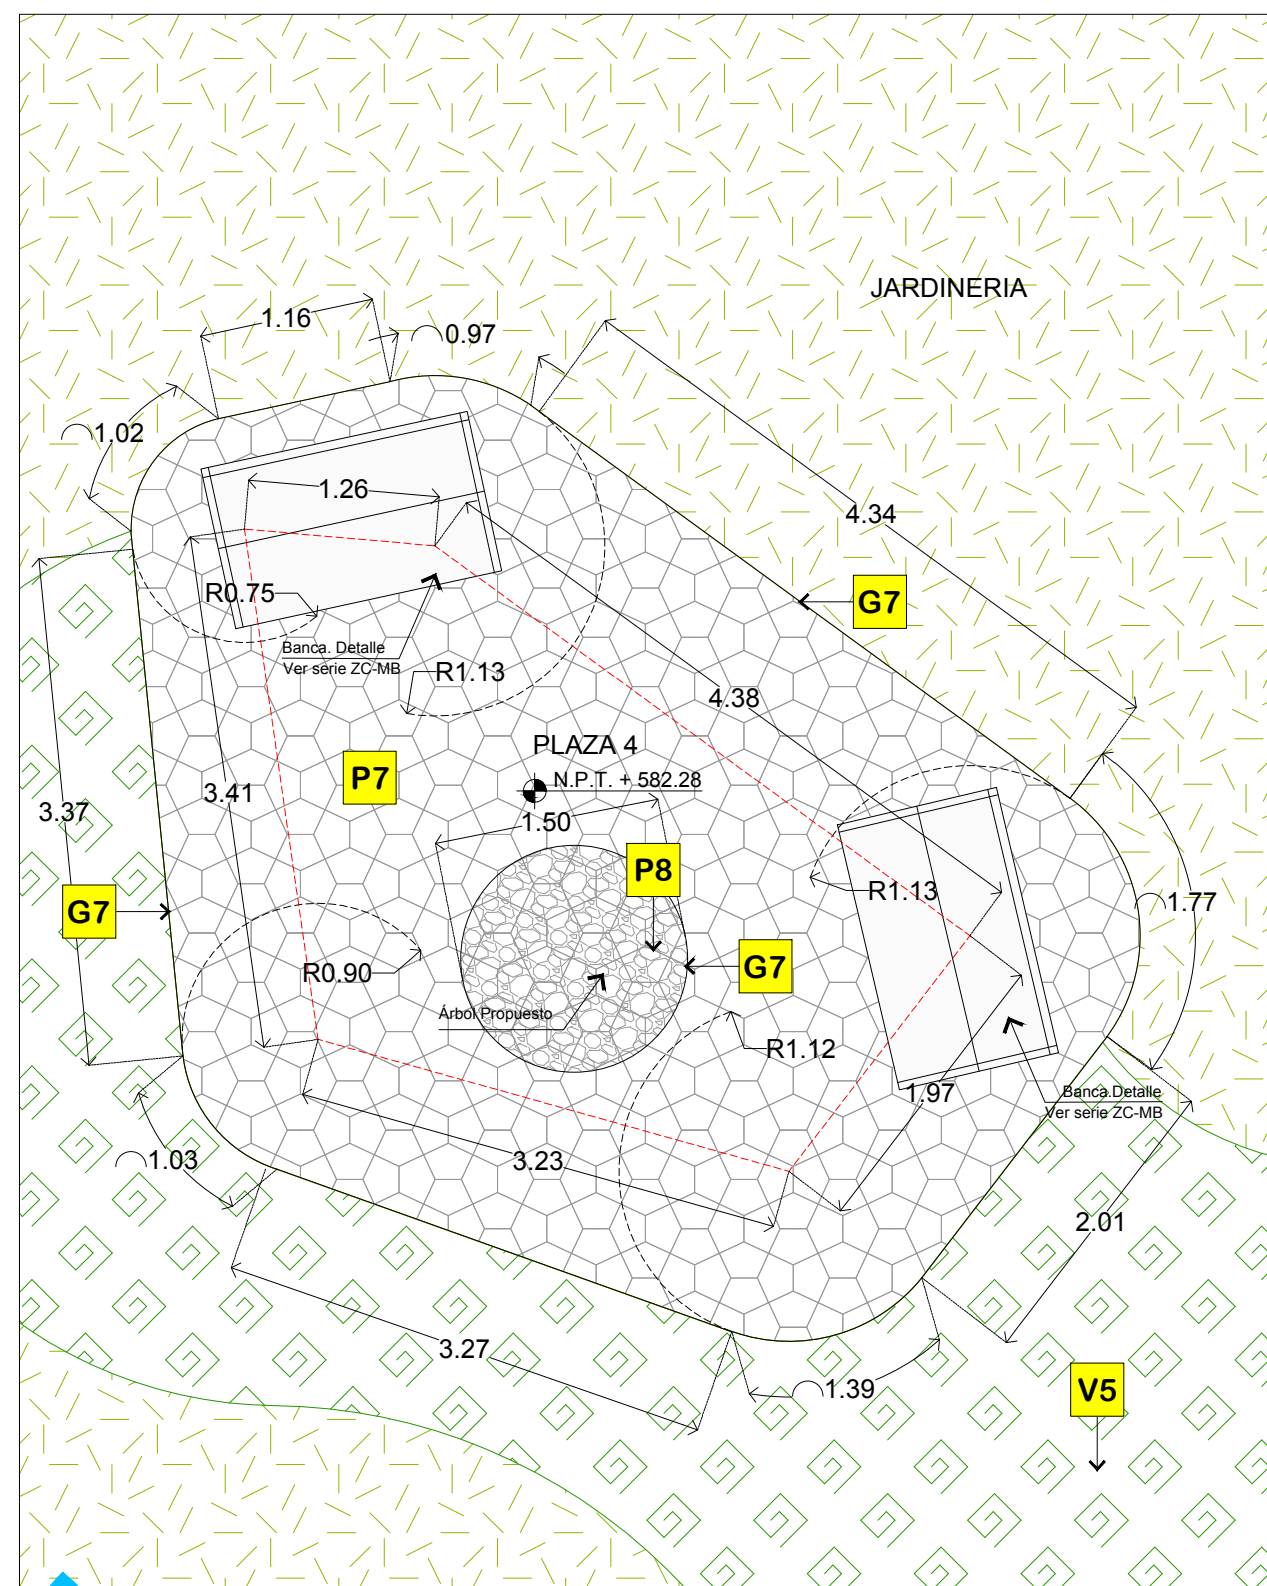 JARDINERIA
1.16
⌒0.97
⌒1.02
1.26
4.34
R0.75
G7
Banca. Detalle
Ver serie ZC-MB
R1.13
4.38
PLAZA 4
P7
N.P.T. + 582.28
3.41
3.37
1.50
P8
R1.13
⌒1.77
G7
R0.90
G7
Árbol Propuesto
R1.12
1.97
Banca.Detalle
Ver serie ZC-MB
⌒1.03
3.23
2.01
3.27
⌒1.39
V5